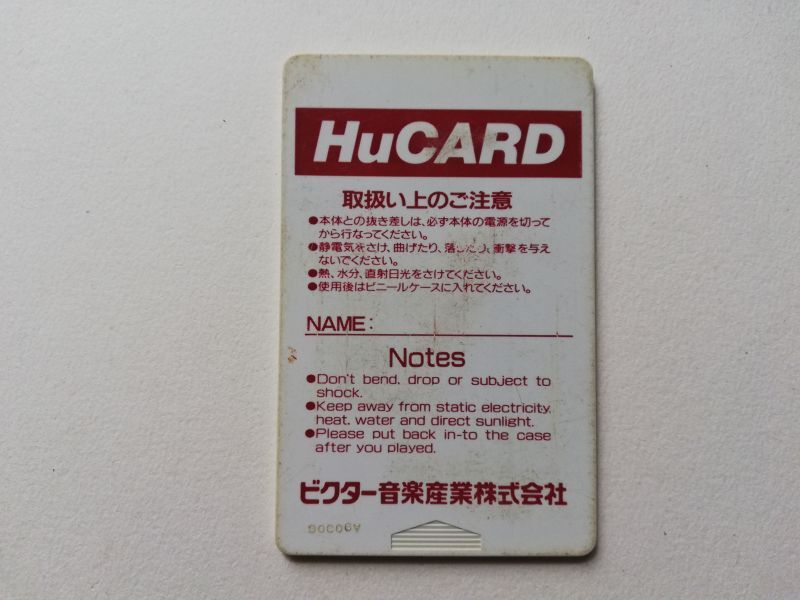 HuCARD
取扱い上のご注意
●本体との抜き差しは、必ず本体の電源を切って
から行なってください。
●静電気をさけ、曲げたり、落したり、衝撃を与え
ないでください。
●熱、水分、直射日光をさけてください。
●使用後はビニールケースに入れてください。
NAME:
Notes
●Don't bend, drop or subject to
shock.
●Keep away from static electricity,
heat, water and direct sunlight.
●Please put back in-to the case
after you played.
ビクター音楽産業株式会社